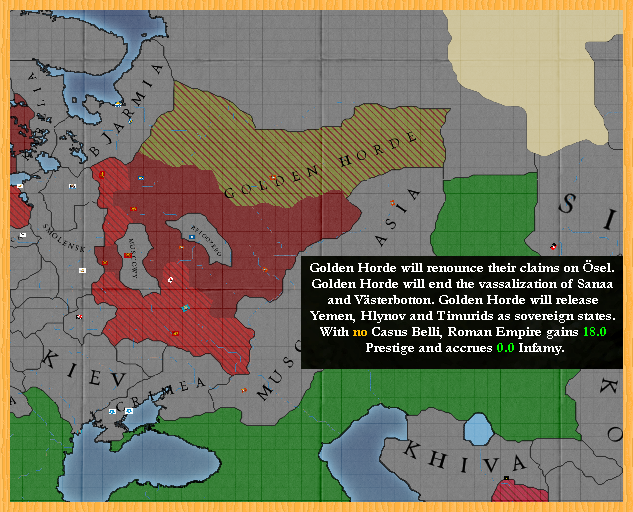 BJARMIA
GOLDEN HORDE
SMOLENSK
MUSCOWY
ASIA
SI
Golden Horde will renounce their claims on Ösel.
Golden Horde will end the vassalization of Sanaa
and Västerbotton. Golden Horde will release
Yemen, Hlynov and Timurids as sovereign states.
With no Casus Belli, Roman Empire gains 18.0
Prestige and accrues 0.0 Infamy.
KIEV
CRIMEA
MUSC
KHIVA
K O